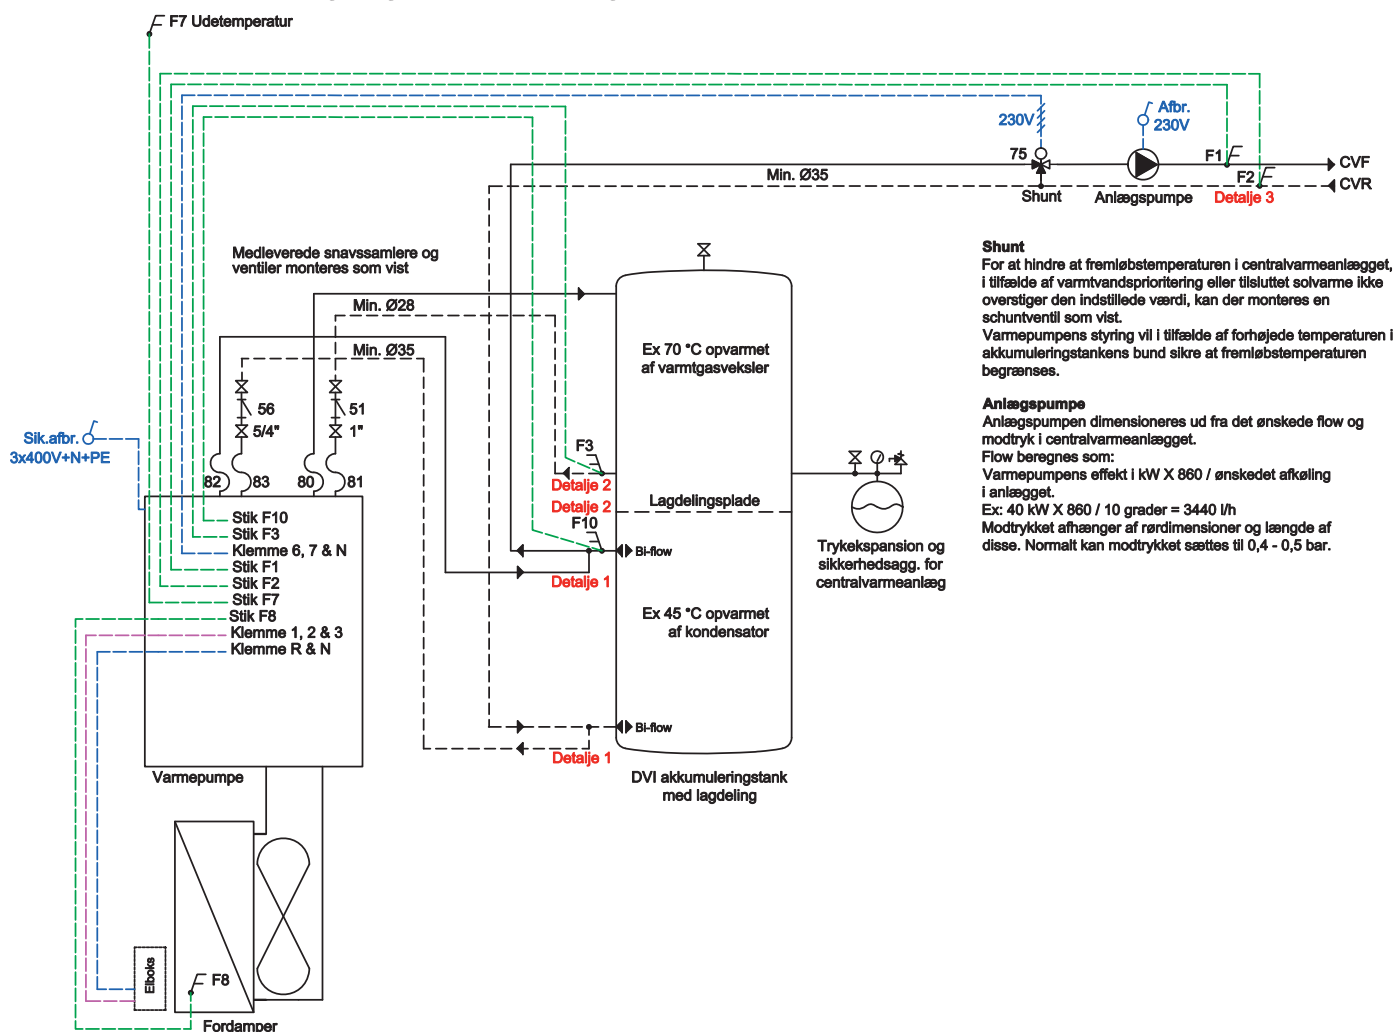 F7 Udetemperatur
230V
Afbr.
230V
75
F1
CVF
Min. Ø35
F2
CVR
Shunt
Anlægspumpe
Detalje 3
Medleverede snavssamlere og
ventiler monteres som vist
Shunt
For at hindre at fremløbstemperaturen i centralvarmeanlægget,
i tilfælde af varmtvandsprioritering eller tilsluttet solvarme ikke
overstiger den indstillede værdi, kan der monteres en
schuntventil som vist.
Varmepumpens styring vil i tilfælde af forhøjede temperaturen i
akkumuleringstankens bund sikre at fremløbstemperaturen
begrænses.
Anlægspumpe
Anlægspumpen dimensioneres ud fra det ønskede flow og
modtryk i centralvarmeanlægget.
Flow beregnes som:
Varmepumpens effekt i kW X 860 / ønskedet afkøling
i anlægget.
Ex: 40 kW X 860 / 10 grader = 3440 l/h
Modtrykket afhænger af rørdimensioner og længde af
disse. Normalt kan modtrykket sættes til 0,4 - 0,5 bar.
Min. Ø28
Min. Ø35
Ex 70 °C opvarmet
af varmtgasveksler
56
51
5/4"
1"
Sik.afbr.
3x400V+N+PE
82
83
80
81
F3
Detalje 2
Detalje 2
Lagdelingsplade
F10
Bi-flow
Detalje 1
Trykekspansion og
sikkerhedsagg. for
centralvarmeanlæg
Stik F10
Stik F3
Klemme 6, 7 & N
Stik F1
Stik F2
Stik F7
Stik F8
Klemme 1, 2 & 3
Klemme R & N
Ex 45 °C opvarmet
af kondensator
Bi-flow
Detalje 1
Varmepumpe
DVI akkumuleringstank
med lagdeling
Elboks
F8
Fordamper